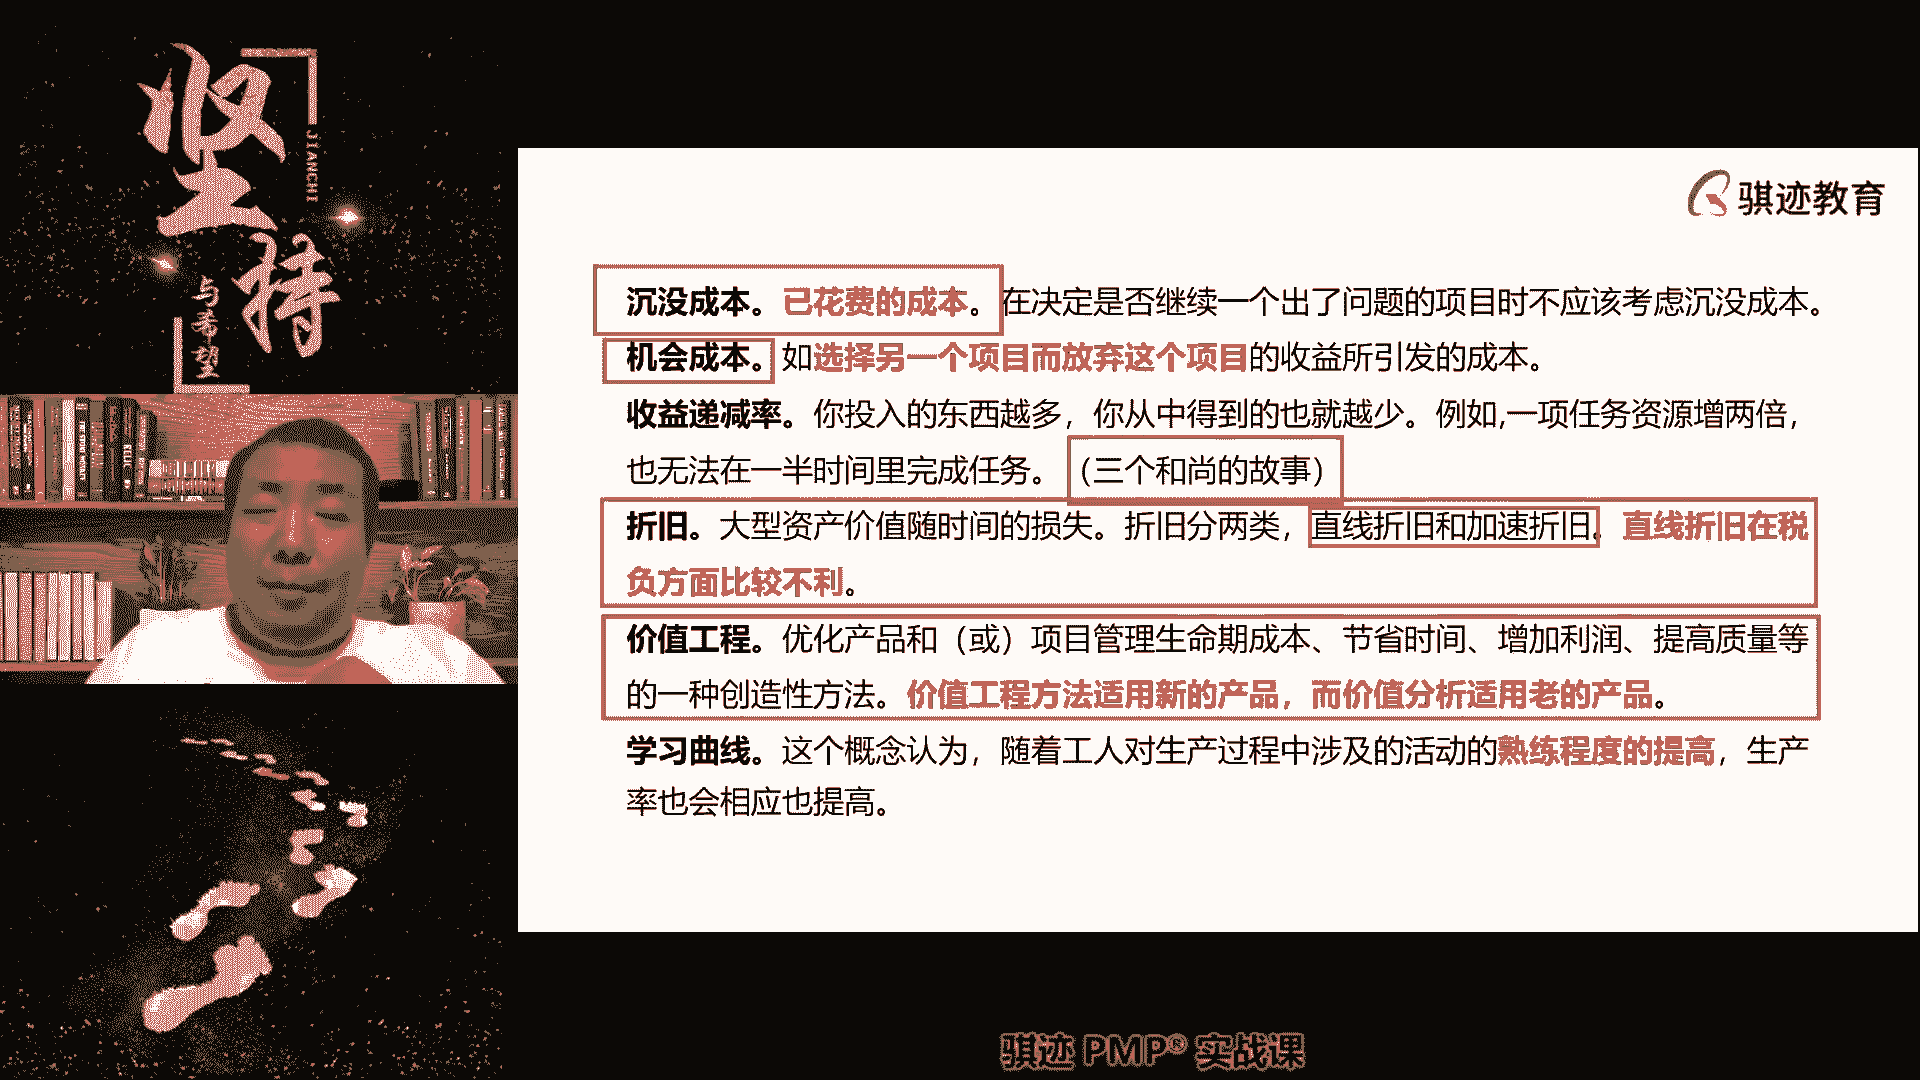 坚持
JIANCHI
与希望
骐迹教育
沉没成本。已花费的成本。在决定是否继续一个出了问题的项目时不应该考虑沉没成本。
机会成本。如选择另一个项目而放弃这个项目的收益所引发的成本。
收益递减率。你投入的东西越多，你从中得到的也就越少。例如,一项任务资源增两倍，
也无法在一半时间里完成任务。（三个和尚的故事）
折旧。大型资产价值随时间的损失。折旧分两类，直线折旧和加速折旧。直线折旧在税
负方面比较不利。
价值工程。优化产品和（或）项目管理生命期成本、节省时间、增加利润、提高质量等
的一种创造性方法。价值工程方法适用新的产品，而价值分析适用老的产品。
学习曲线。这个概念认为，随着工人对生产过程中涉及的活动的熟练程度的提高，生产
率也会相应也提高。
骐迹 PMP® 实战课